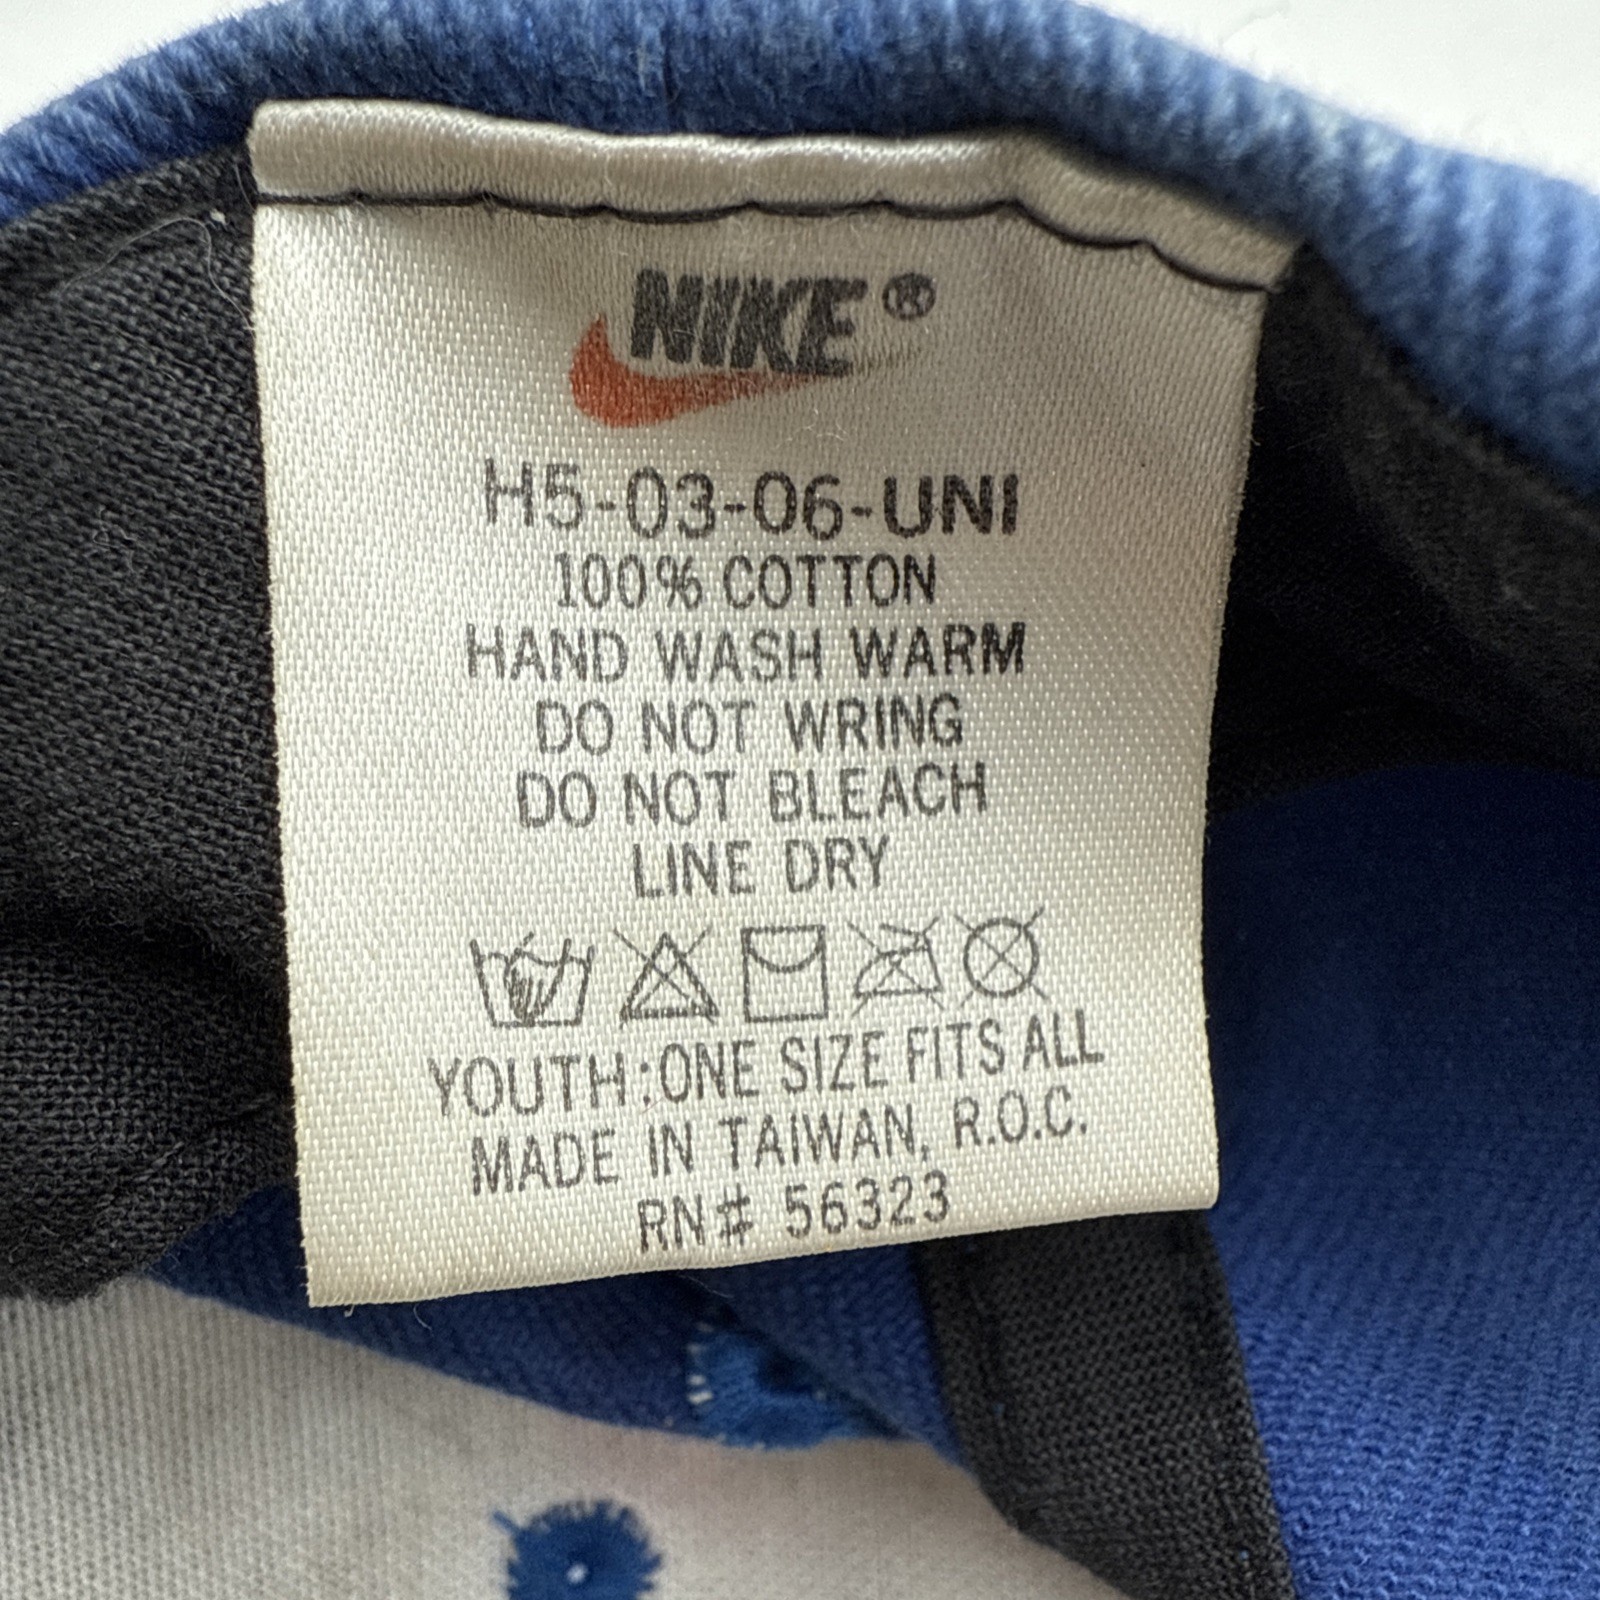 NIKE®
H5-03-06-UNI
100% COTTON
HAND WASH WARM
DO NOT WRING
DO NOT BLEACH
LINE DRY
YOUTH:ONE SIZE FITS ALL
MADE IN TAIWAN, R.O.C.
RN# 56323